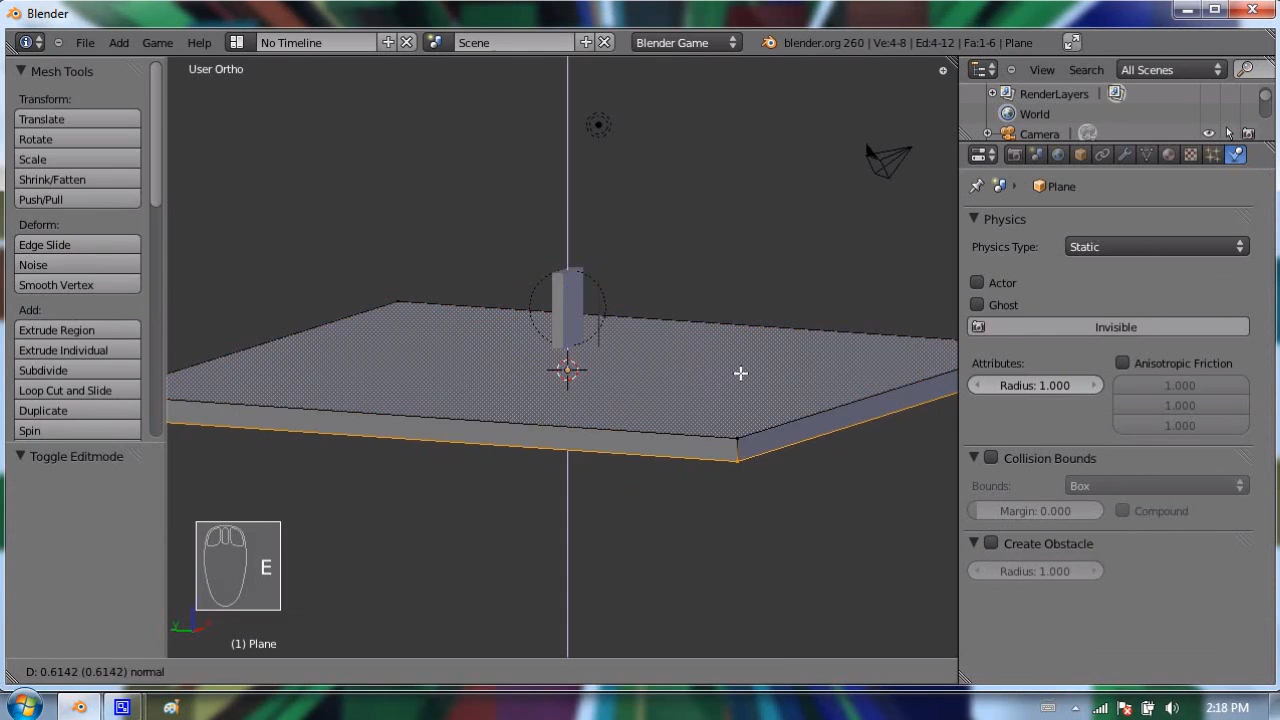 Blender
File Add Game Help No Timeline Scene Blender Game blender.org 260 | Ve:4-8 | Ed:4-12 | Fa:1-6 | Plane
Mesh Tools
Transform:
Translate
Rotate
Scale
Shrink/Fatten
Push/Pull
Deform:
Edge Slide
Noise
Smooth Vertex
Add:
Extrude Region
Extrude Individual
Subdivide
Loop Cut and Slide
Duplicate
Spin
Toggle Editmode
User Ortho
E
(1) Plane
D: 0.6142 (0.6142) normal
View Search All Scenes
RenderLayers
World
Camera
Plane
Physics
Physics Type: Static
Actor
Ghost
Invisible
Attributes: Anisotropic Friction
Radius: 1.000 1.000
1.000
1.000
Collision Bounds
Bounds: Box
Margin: 0.000 Compound
Create Obstacle
Radius: 1.000
2:18 PM